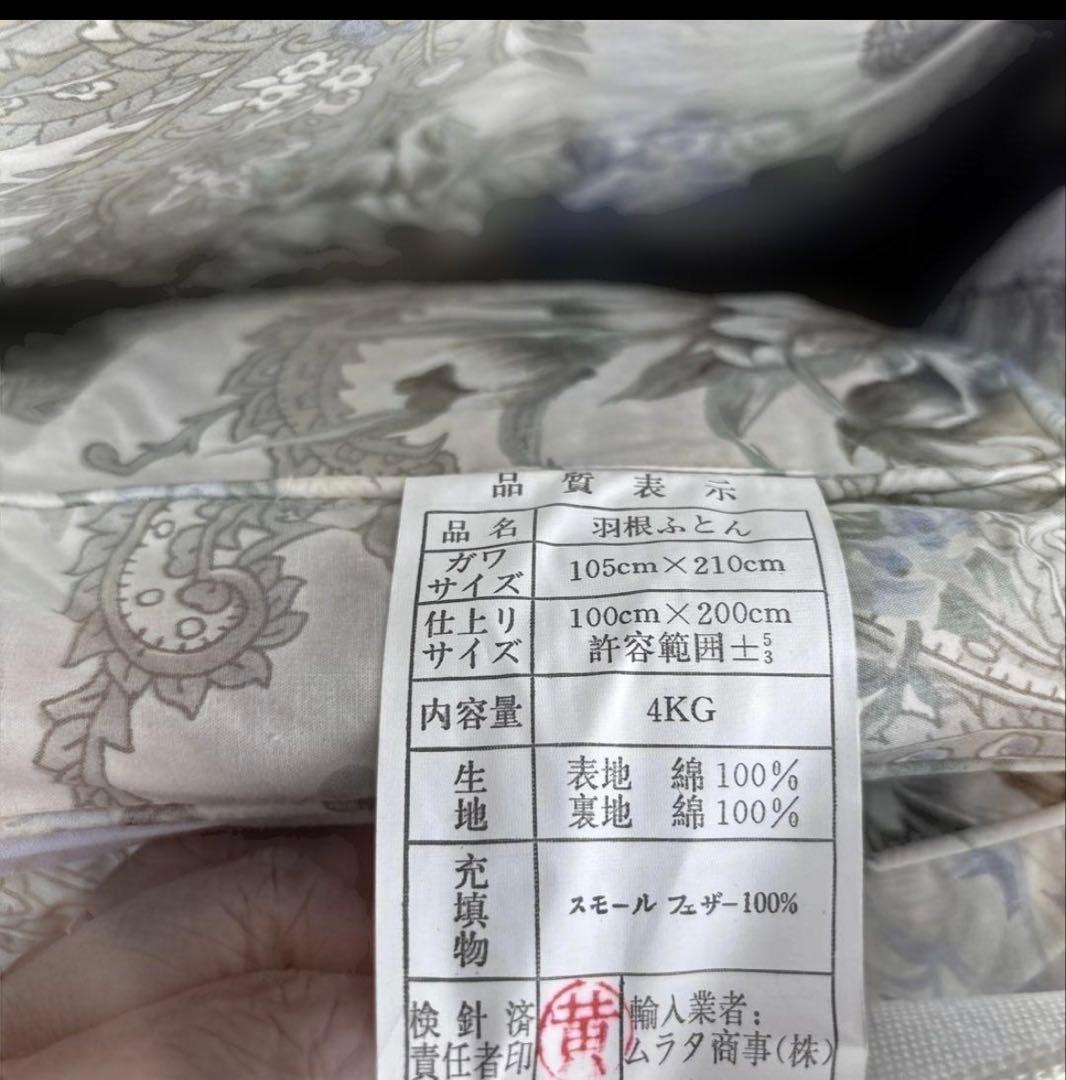 品質表示
品名 羽根ふとん
ガワサイズ 105cm×210cm
仕上リサイズ 100cm×200cm
許容範囲±5 3
内容量 4KG
生地 表地 綿100%
裏地 綿100%
充填物 スモール フェザー100%
検針済 責任者印 黄 輸入業者:
ムラタ商事(株)